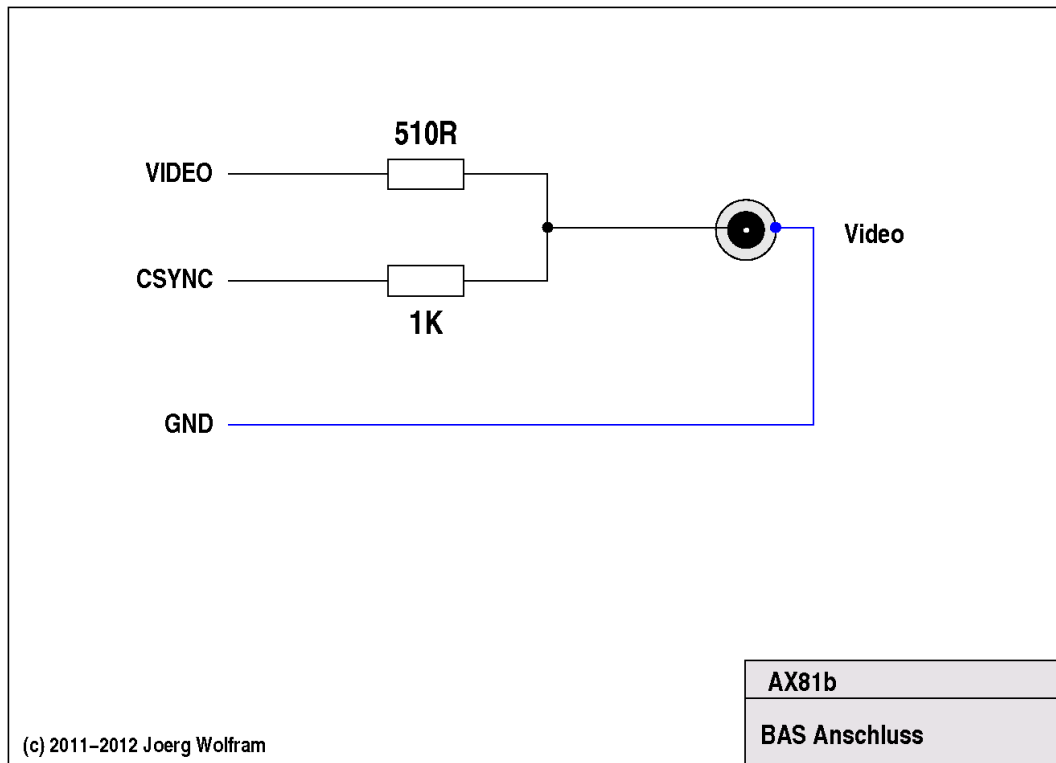 510R
VIDEO
Video
CSYNC
1K
GND
AX81b
BAS Anschluss
(c) 2011–2012 Joerg Wolfram